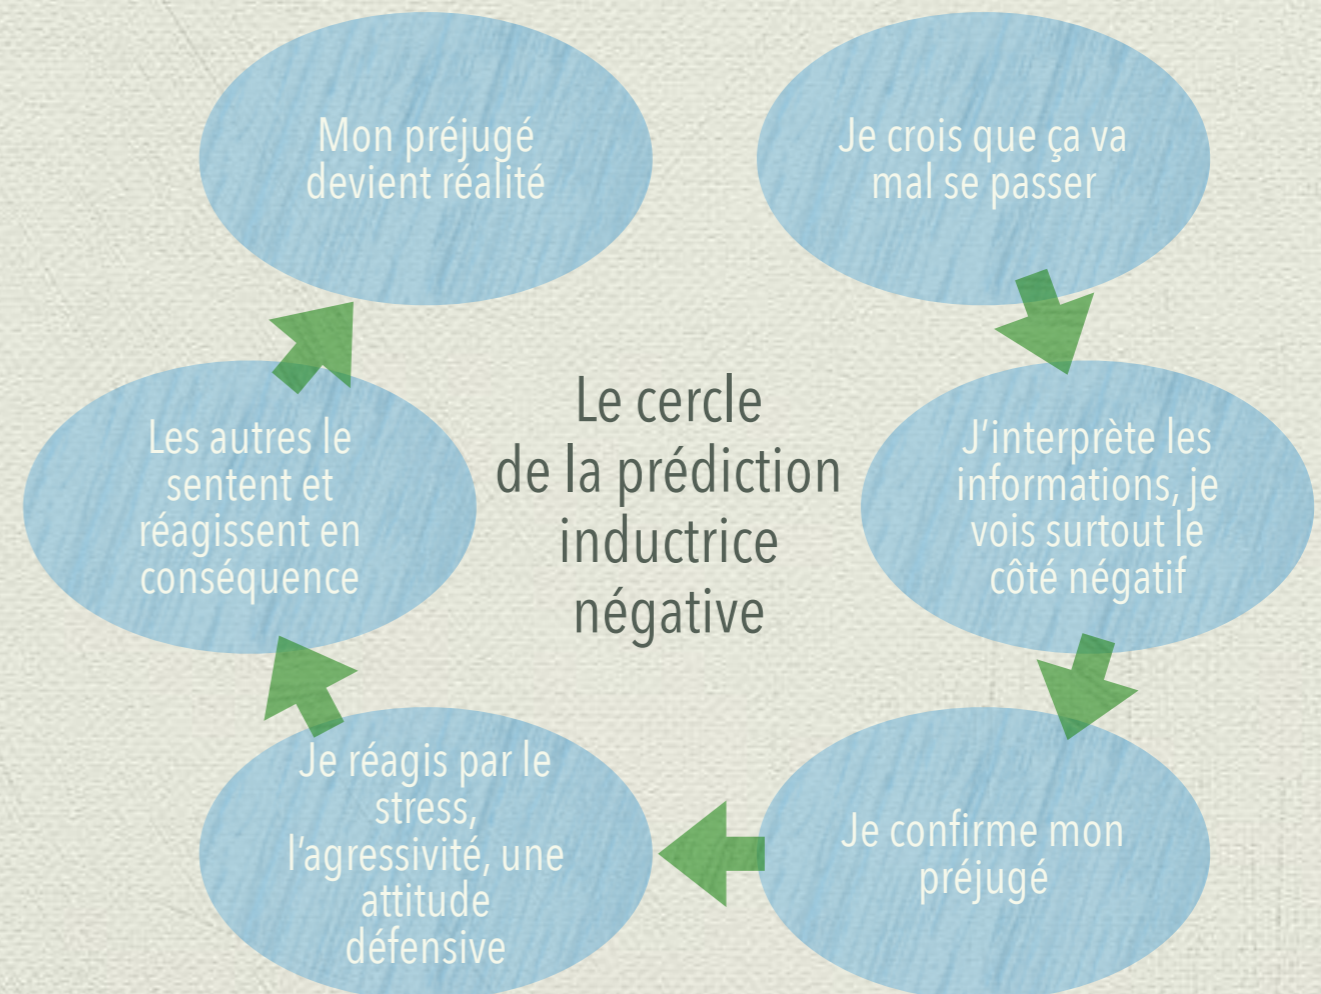 Mon préjugé
devient réalité
Je crois que ça va
mal se passer
Le cercle
de la prédiction
inductrice
négative
J'interprète les
informations, je
vois surtout le
côté négatif
Je confirme mon
préjugé
Je réagis par le
stress,
l'agressivité, une
attitude
défensive
Les autres le
sentent et
réagissent en
conséquence